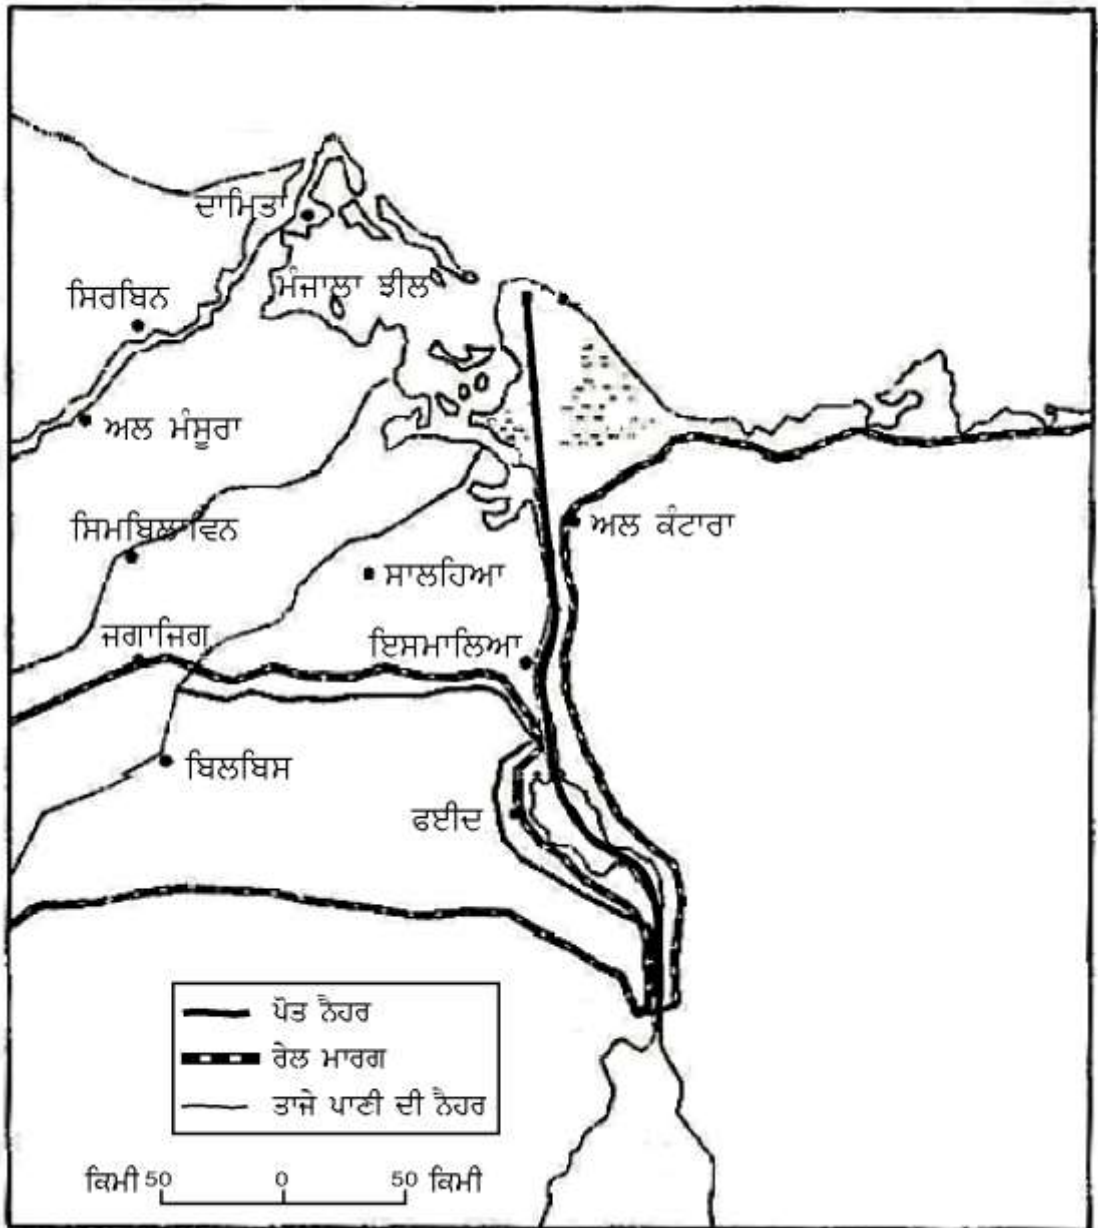 ਦਾਮਿਤਾ
ਮੰਜਾਲਾ ਝੀਲ
ਸਿਰਬਿਨ
ਅਲ ਮੰਸੂਰਾ
ਸਿਮਬਿਲਾਵਿਨ
ਅਲ ਕੰਟਾਰਾ
ਸਾਲਹਿਆ
ਜਗਾਜਿਗ
ਇਸਮਾਲਿਆ
ਬਿਲਬਿਸ
ਫਈਦ
ਪੋਤ ਨੈਹਰ
ਰੇਲ ਮਾਰਗ
ਤਾਜੇ ਪਾਣੀ ਦੀ ਨੈਹਰ
ਕਿਮੀ 50 0 50 ਕਿਮੀ